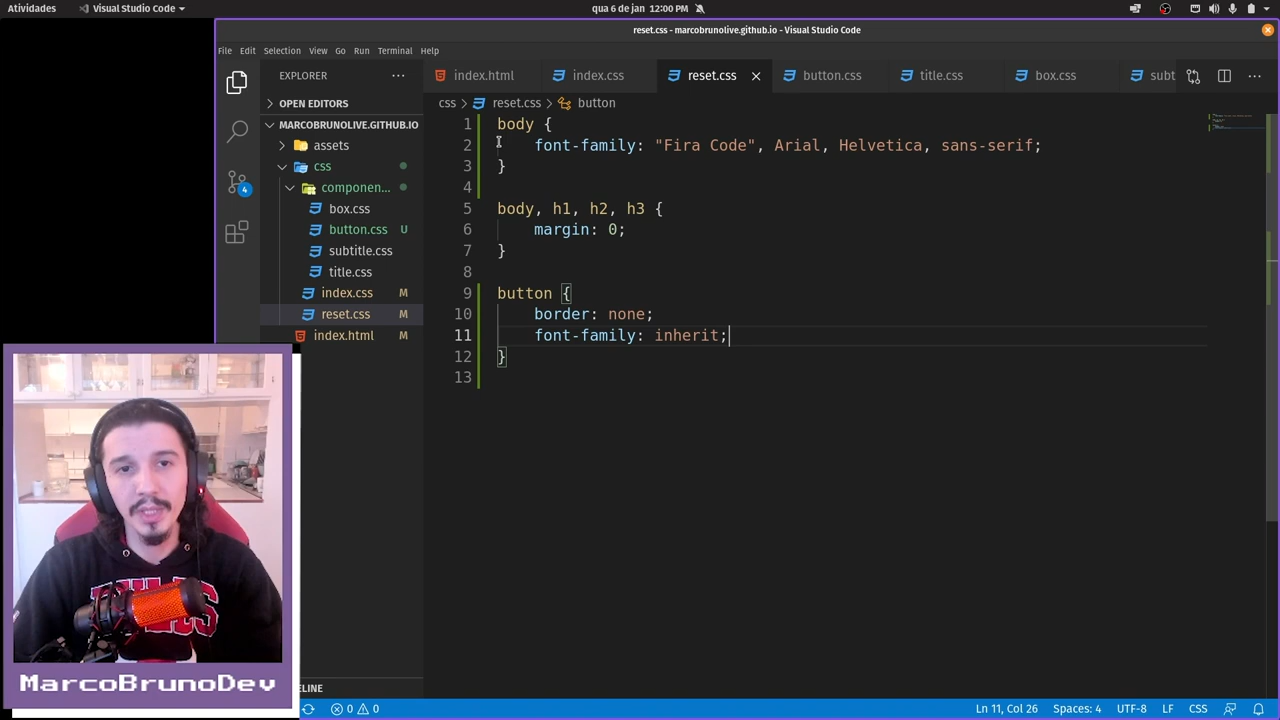 Atividades
Visual Studio Code
qua 6 de jan 12:00 PM
reset.css - marcobrunolive.github.io - Visual Studio Code
File Edit Selection View Go Run Terminal Help
EXPLORER
index.html
index.css
reset.css
button.css
title.css
box.css
subt
OPEN EDITORS
css > reset.css > button
MARCOBRUNOLIVE.GITHUB.IO
assets
css
componen...
box.css
button.css U
subtitle.css
title.css
index.css M
reset.css M
index.html M
4
1 body {
2 font-family: "Fira Code", Arial, Helvetica, sans-serif;
3 }
4
5 body, h1, h2, h3 {
6 margin: 0;
7 }
8
9 button {
10 border: none;
11 font-family: inherit;
12 }
13
MarcoBrunoDev
ELINE
0 0
Ln 11, Col 26 Spaces: 4 UTF-8 LF CSS